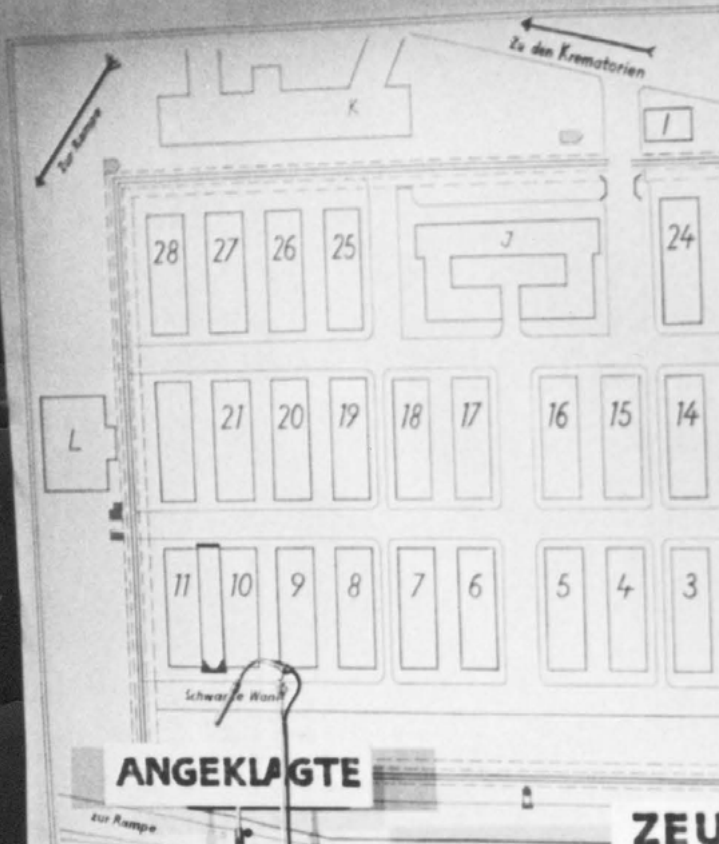 Zu den Krematorien
Zur Rampe
K
I
28 27 26 25 J 24
L 21 20 19 18 17 16 15 14
11 10 9 8 7 6 5 4 3
Schwarze Wand
ANGEKLAGTE
zur Rampe
ZEU